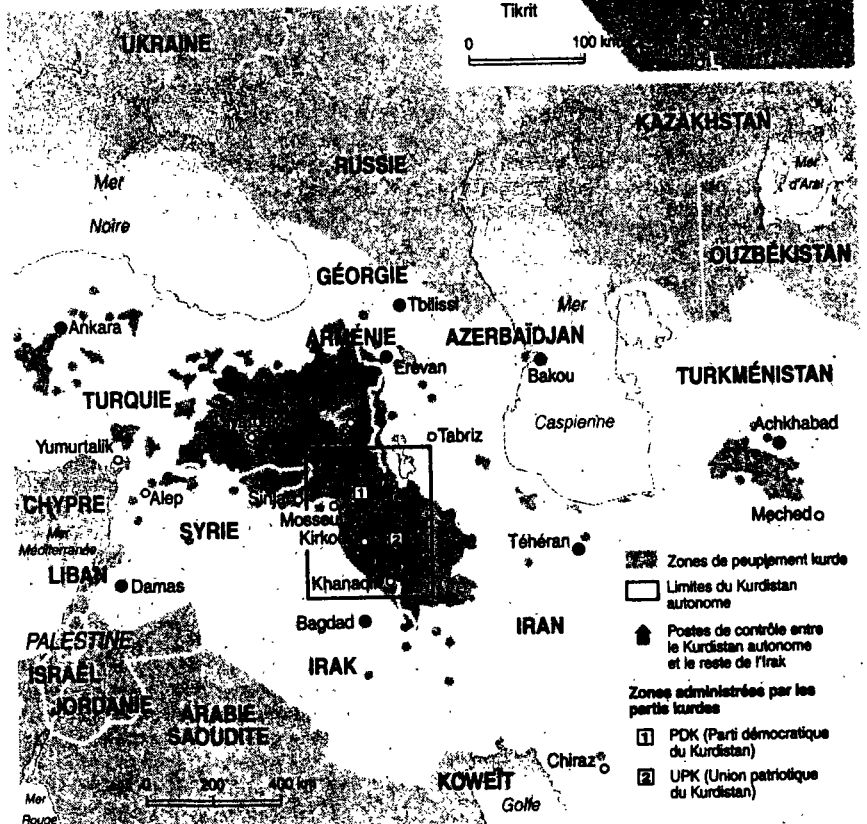 Tikrit
0 100 km
UKRAINE
KAZAKHSTAN
RUSSIE
Mer
d'Aral
Mer
Noire
OUZBÉKISTAN
GÉORGIE
Tbilissi
Mer
Ankara
ARMÉNIE
AZERBAÏDJAN
Erevan
Bakou
TURKMÉNISTAN
TURQUIE
Caspienne
Achkhabad
Yumurtalik
Tabriz
CHYPRE
Alep
Sinjar
1
Meched
Mer
Méditerranée
SYRIE
Mossou
Kirkou
2
Téhéran
LIBAN
Damas
Khanaqi
Bagdad
IRAN
PALESTINE
IRAK
ISRAËL
JORDANIE
ARABIE
SAOUDITE
KOWEÏT
Chiraz
Golfe
0 200 400 km
Mer
Rouge
Zones de peuplement kurde
Limites du Kurdistan
autonome
Postes de contrôle entre
le Kurdistan autonome
et le reste de l'Irak
Zones administrées par les
partis kurdes
1 PDK (Parti démocratique
du Kurdistan)
2 UPK (Union patriotique
du Kurdistan)